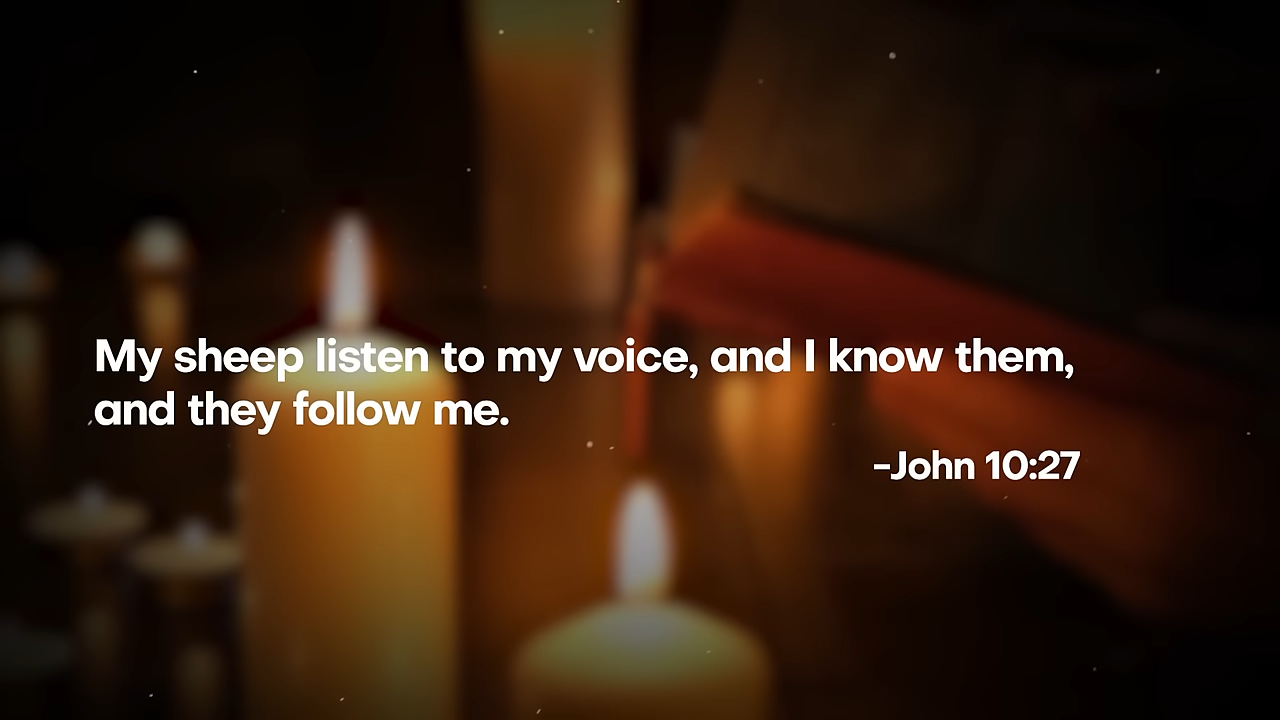 My sheep listen to my voice, and I know them,
and they follow me.
-John 10:27